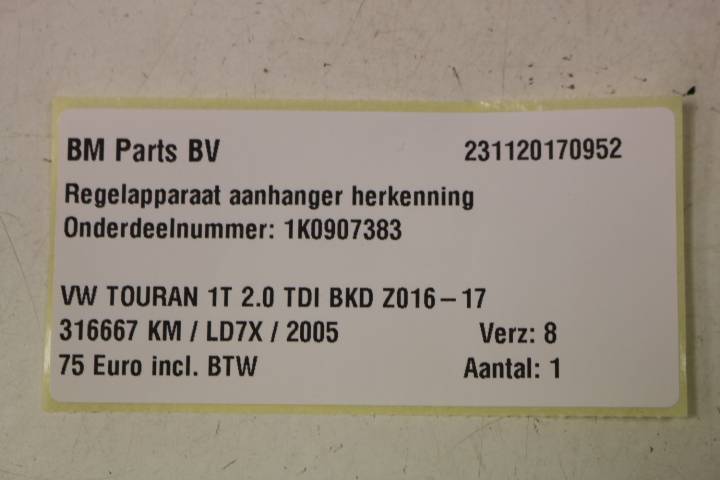 BM Parts BV 231120170952
Regelapparaat aanhanger herkenning
Onderdeelnummer: 1K0907383
VW TOURAN 1T 2.0 TDI BKD Z016-17
316667 KM / LD7X / 2005 Verz: 8
75 Euro incl. BTW Aantal: 1